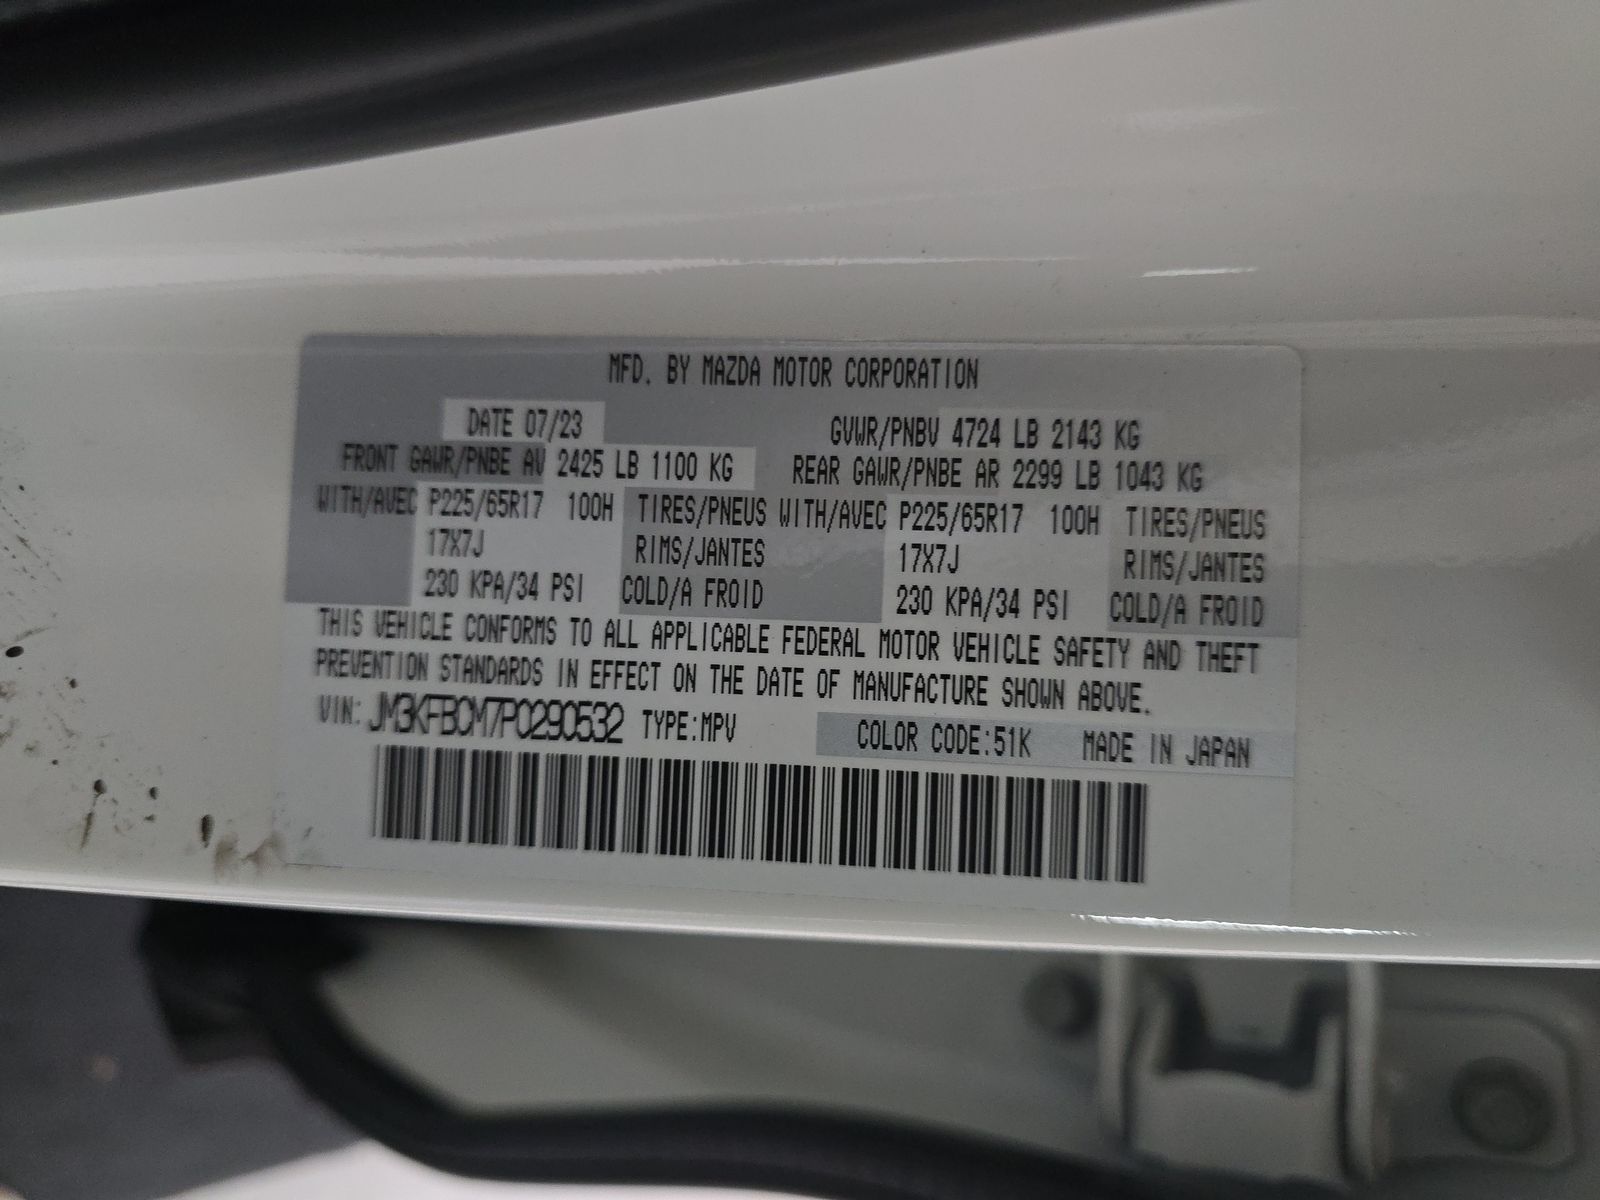 MFD. BY MAZDA MOTOR CORPORATION
DATE 07/23 GVWR/PNBV 4724 LB 2143 KG
FRONT GAWR/PNBE AV 2425 LB 1100 KG REAR GAWR/PNBE AR 2299 LB 1043 KG
WITH/AVEC P225/65R17 100H TIRES/PNEUS WITH/AVEC P225/65R17 100H TIRES/PNEUS
17X7J RIMS/JANTES 17X7J RIMS/JANTES
230 KPA/34 PSI COLD/A FROID 230 KPA/34 PSI COLD/A FROID
THIS VEHICLE CONFORMS TO ALL APPLICABLE FEDERAL MOTOR VEHICLE SAFETY AND THEFT
PREVENTION STANDARDS IN EFFECT ON THE DATE OF MANUFACTURE SHOWN ABOVE.
VIN: JM3KFBCM7P0290532 TYPE:MPV COLOR CODE:51K MADE IN JAPAN